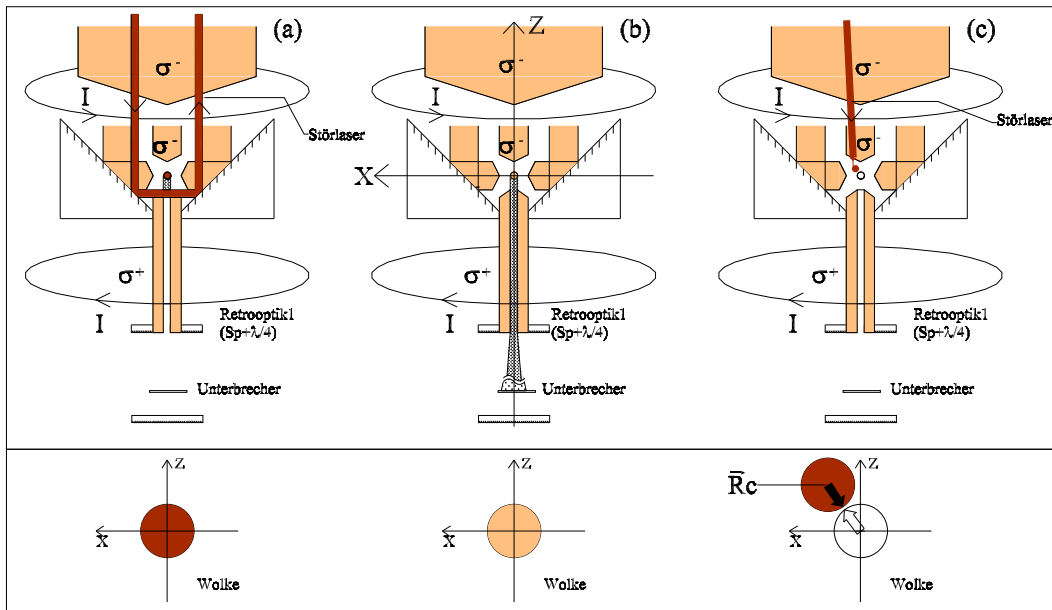 (a)
σ⁻
I
Störlaser
σ⁻
σ⁺
I
Retrooptik1
(Sp+λ/4)
Unterbrecher
(b)
Z
σ⁻
I
σ⁻
X
σ⁺
I
Retrooptik1
(Sp+λ/4)
Unterbrecher
(c)
σ⁻
I
Störlaser
σ⁻
σ⁺
I
Retrooptik1
(Sp+λ/4)
Unterbrecher
Z
X
Wolke
Z
X
Wolke
R̄c
Z
X
Wolke